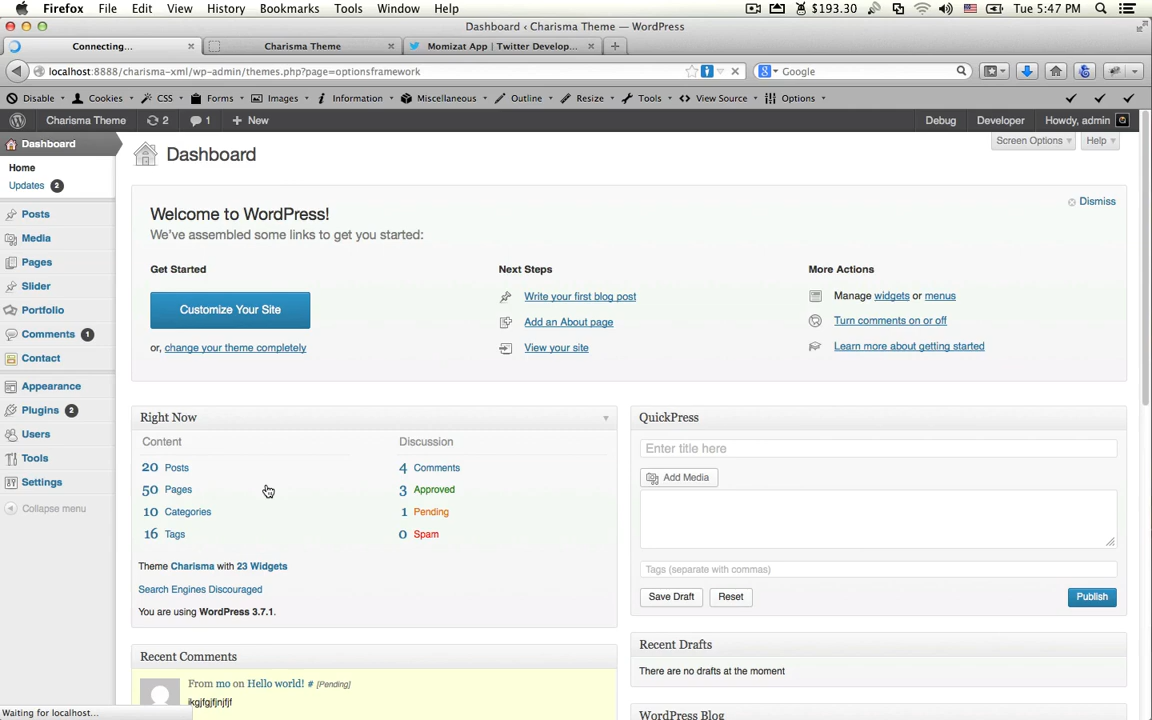 Firefox File Edit View History Bookmarks Tools Window Help $193.30 Tue 5:47 PM
Dashboard ‹ Charisma Theme — WordPress
Connecting... Charisma Theme Momizat App | Twitter Develop...
localhost:8888/charisma-xml/wp-admin/themes.php?page=optionsframework Google
Disable Cookies CSS Forms Images Information Miscellaneous Outline Resize Tools View Source Options
Charisma Theme 2 1 New Debug Developer Howdy, admin
Dashboard
Home
Updates 2
Posts
Media
Pages
Slider
Portfolio
Comments 1
Contact
Appearance
Plugins 2
Users
Tools
Settings
Collapse menu
Screen Options Help
Dashboard
Welcome to WordPress! Dismiss
We've assembled some links to get you started:
Get Started
Customize Your Site
or, change your theme completely
Next Steps
Write your first blog post
Add an About page
View your site
More Actions
Manage widgets or menus
Turn comments on or off
Learn more about getting started
Right Now
Content Discussion
20 Posts 4 Comments
50 Pages 3 Approved
10 Categories 1 Pending
16 Tags 0 Spam
Theme Charisma with 23 Widgets
Search Engines Discouraged
You are using WordPress 3.7.1.
Recent Comments
From mo on Hello world! # [Pending]
ikgjfgjfjnfjf
QuickPress
Enter title here
Add Media
Tags (separate with commas)
Save Draft Reset Publish
Recent Drafts
There are no drafts at the moment
WordPress Blog
Waiting for localhost...